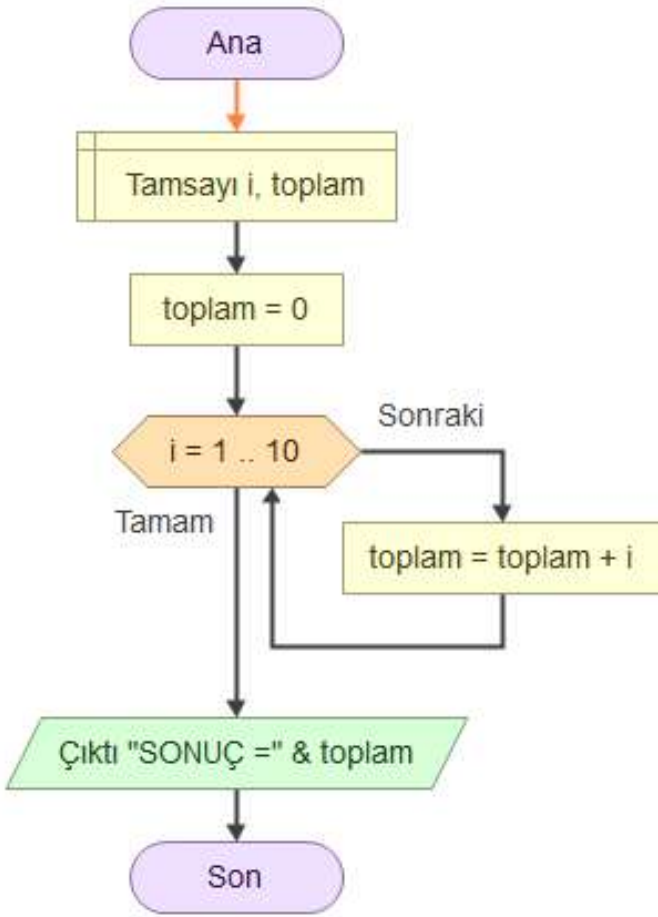 Ana
Tamsayı i, toplam
toplam = 0
i = 1 .. 10
Sonraki
Tamam
toplam = toplam + i
Çıktı "SONUÇ =" & toplam
Son